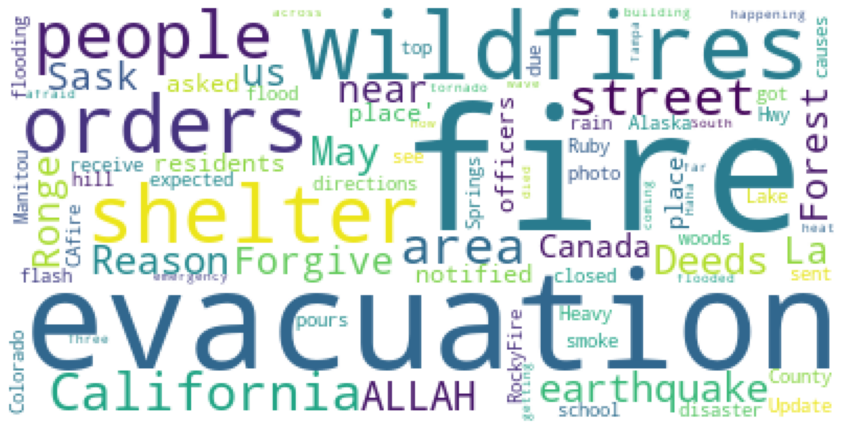 flooding
people
across
wildfires
building
happening
causes
Sask
us
top
due
Tampa
afraid
asked
flood
near
tornado
wave
street
got
orders
place'
now
officers
rain
Alaska
South
Hwy
Forest
Manitou
Ronge
receive
residents
May
see
fire
Ruby
photo
place
far
Haha
hill
expected
directions
Springs
died
coming
Lake
heat
shelter
CAfire
Reason
Forgive
area
Canada
woods
Deeds
La
flash
emergency
notified
closed
flooded
sent
evacuation
Colorado
Three
pours
RockyFire
Heavy
smoke
California
ALLAH
getting
earthquake
County
school
disaster
Update